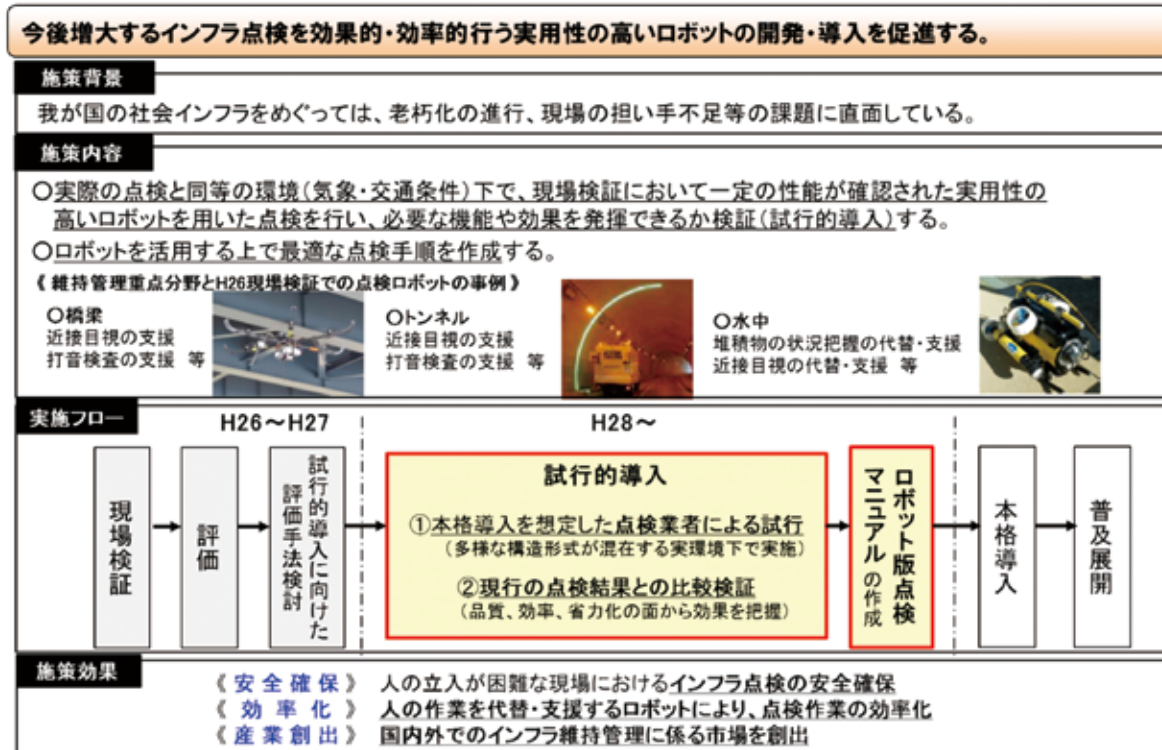 今後増大するインフラ点検を効果的・効率的行う実用性の高いロボットの開発・導入を促進する。
施策背景
我が国の社会インフラをめぐっては、老朽化の進行、現場の担い手不足等の課題に直面している。
施策内容
○実際の点検と同等の環境(気象・交通条件)下で、現場検証において一定の性能が確認された実用性の
高いロボットを用いた点検を行い、必要な機能や効果を発揮できるか検証(試行的導入)する。
○ロボットを活用する上で最適な点検手順を作成する。
《 維持管理重点分野とH26現場検証での点検ロボットの事例 》
○橋梁
近接目視の支援
打音検査の支援 等
○トンネル
近接目視の支援
打音検査の支援 等
○水中
堆積物の状況把握の代替・支援
近接目視の代替・支援 等
実施フロー
H26～H27
H28～
現場検証
評価
試行的導入に向けた
評価手法検討
試行的導入
①本格導入を想定した点検業者による試行
(多様な構造形式が混在する実環境下で実施)
②現行の点検結果との比較検証
(品質、効率、省力化の面から効果を把握)
ロボット版点検
マニュアルの作成
本格導入
普及展開
施策効果
《 安全確保 》 人の立入が困難な現場におけるインフラ点検の安全確保
《 効率化 》 人の作業を代替・支援するロボットにより、点検作業の効率化
《 産業創出 》 国内外でのインフラ維持管理に係る市場を創出